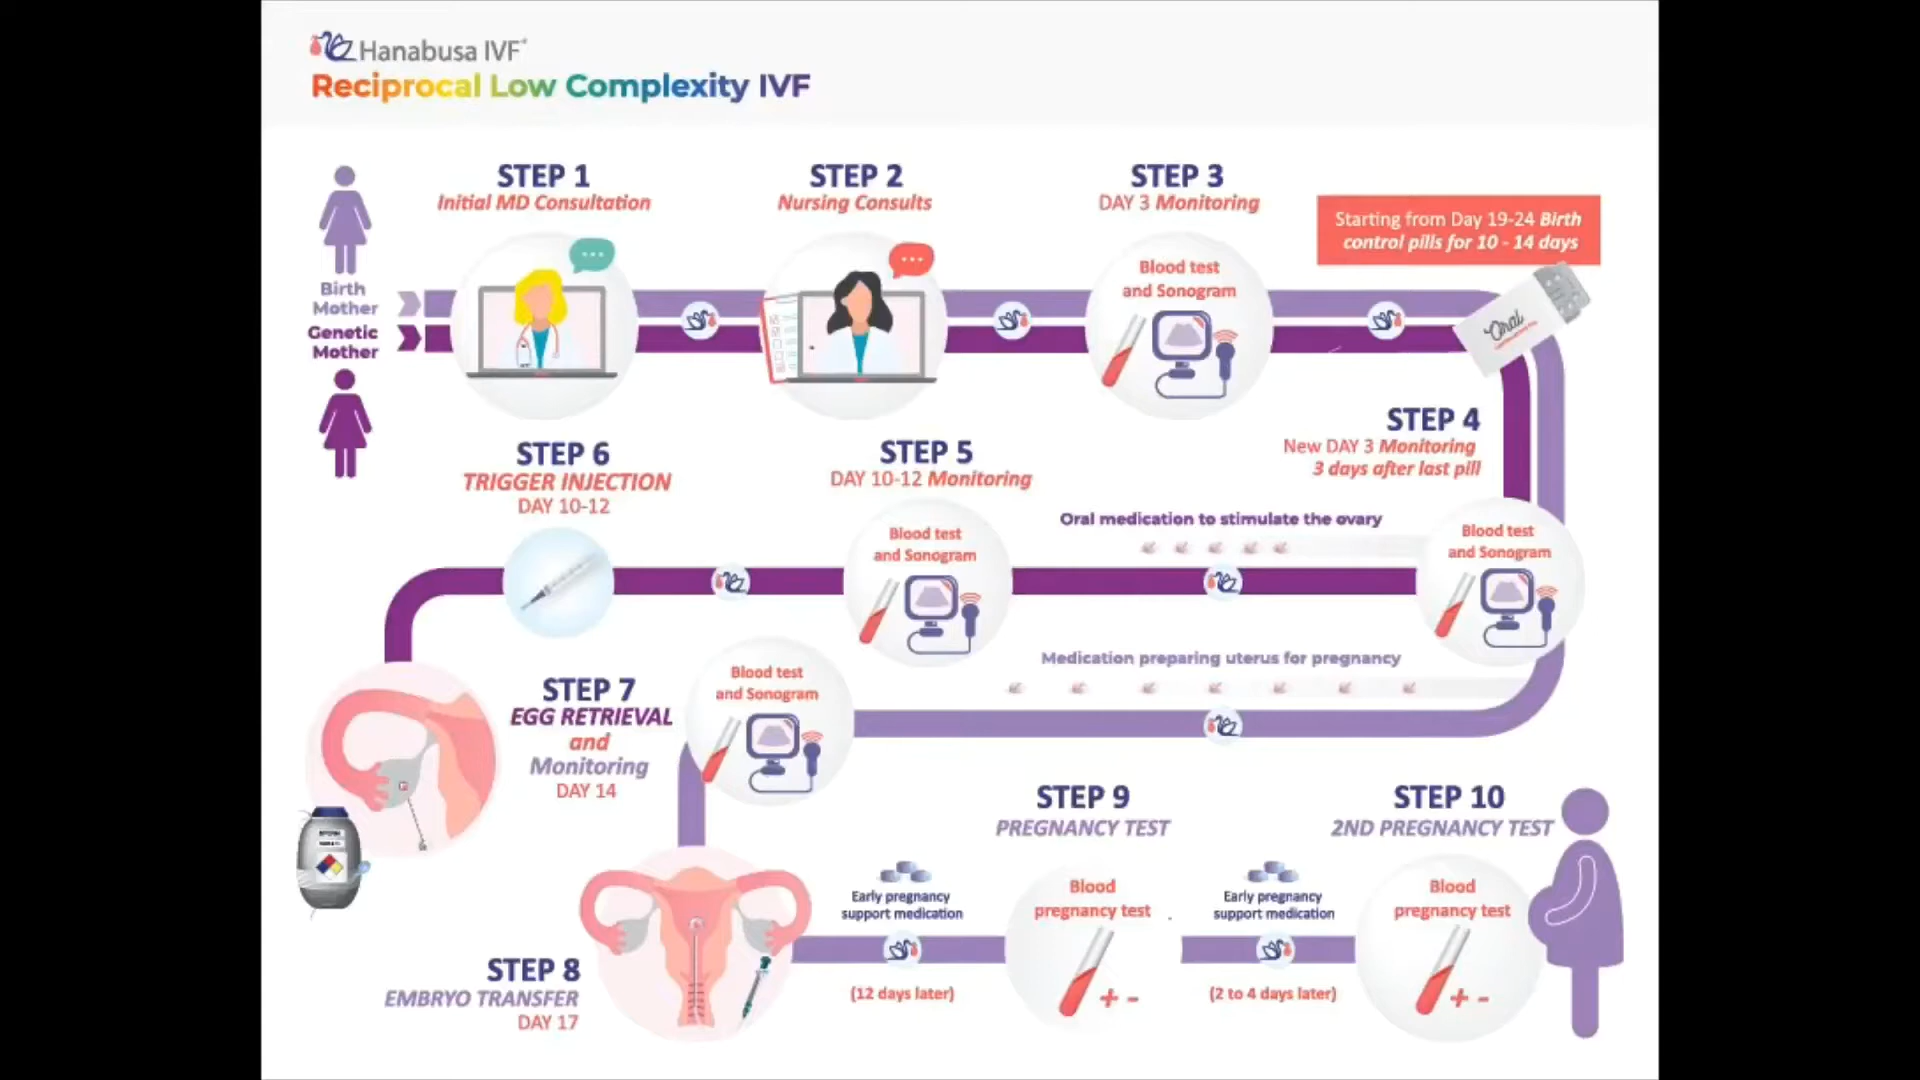 Hanabusa IVF
Reciprocal Low Complexity IVF
STEP 1
Initial MD Consultation
STEP 2
Nursing Consults
STEP 3
DAY 3 Monitoring
Blood test
and Sonogram
Starting from Day 19-24 Birth
control pills for 10 - 14 days
Oral
Birth
Mother
Genetic
Mother
STEP 4
New DAY 3 Monitoring
3 days after last pill
Blood test
and Sonogram
Oral medication to stimulate the ovary
STEP 5
DAY 10-12 Monitoring
Blood test
and Sonogram
STEP 6
TRIGGER INJECTION
DAY 10-12
Medication preparing uterus for pregnancy
STEP 7
EGG RETRIEVAL
and
Monitoring
DAY 14
Blood test
and Sonogram
STEP 8
EMBRYO TRANSFER
DAY 17
Early pregnancy
support medication
(12 days later)
STEP 9
PREGNANCY TEST
Blood
pregnancy test
+ -
Early pregnancy
support medication
(2 to 4 days later)
STEP 10
2ND PREGNANCY TEST
Blood
pregnancy test
+ -